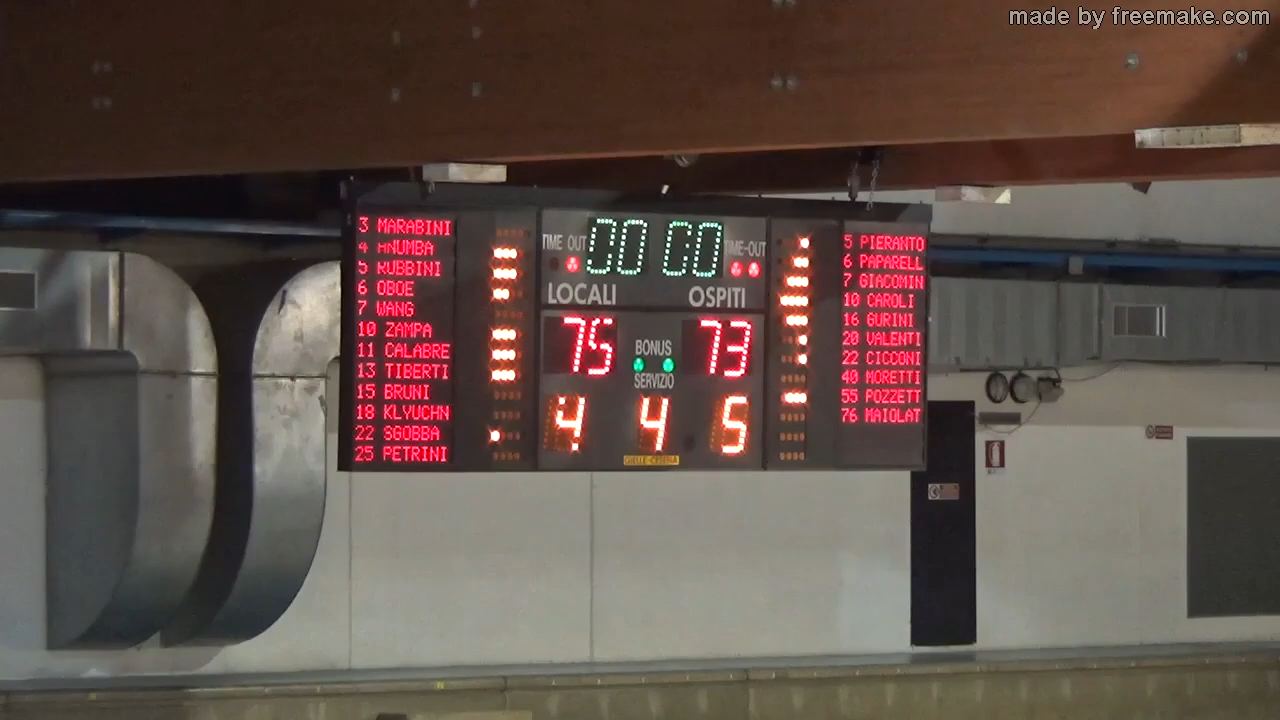 made by freemake.com
3 MARABINI
4 ANUMBA
5 RUBBINI
6 OBOE
7 WANG
10 ZAMPA
11 CALABRE
13 TIBERTI
15 BRUNI
18 KLYUCHN
22 SGOBBA
25 PETRINI
TIME OUT 00 00 TIME-OUT
LOCALI OSPITI
75 BONUS 73
SERVIZIO
4 4 5
5 PIERANTO
6 PAPARELL
7 GIACOMIN
10 CAROLI
16 GURINI
20 VALENTI
22 CICCONI
40 MORETTI
55 POZZETT
76 MAIOLAT